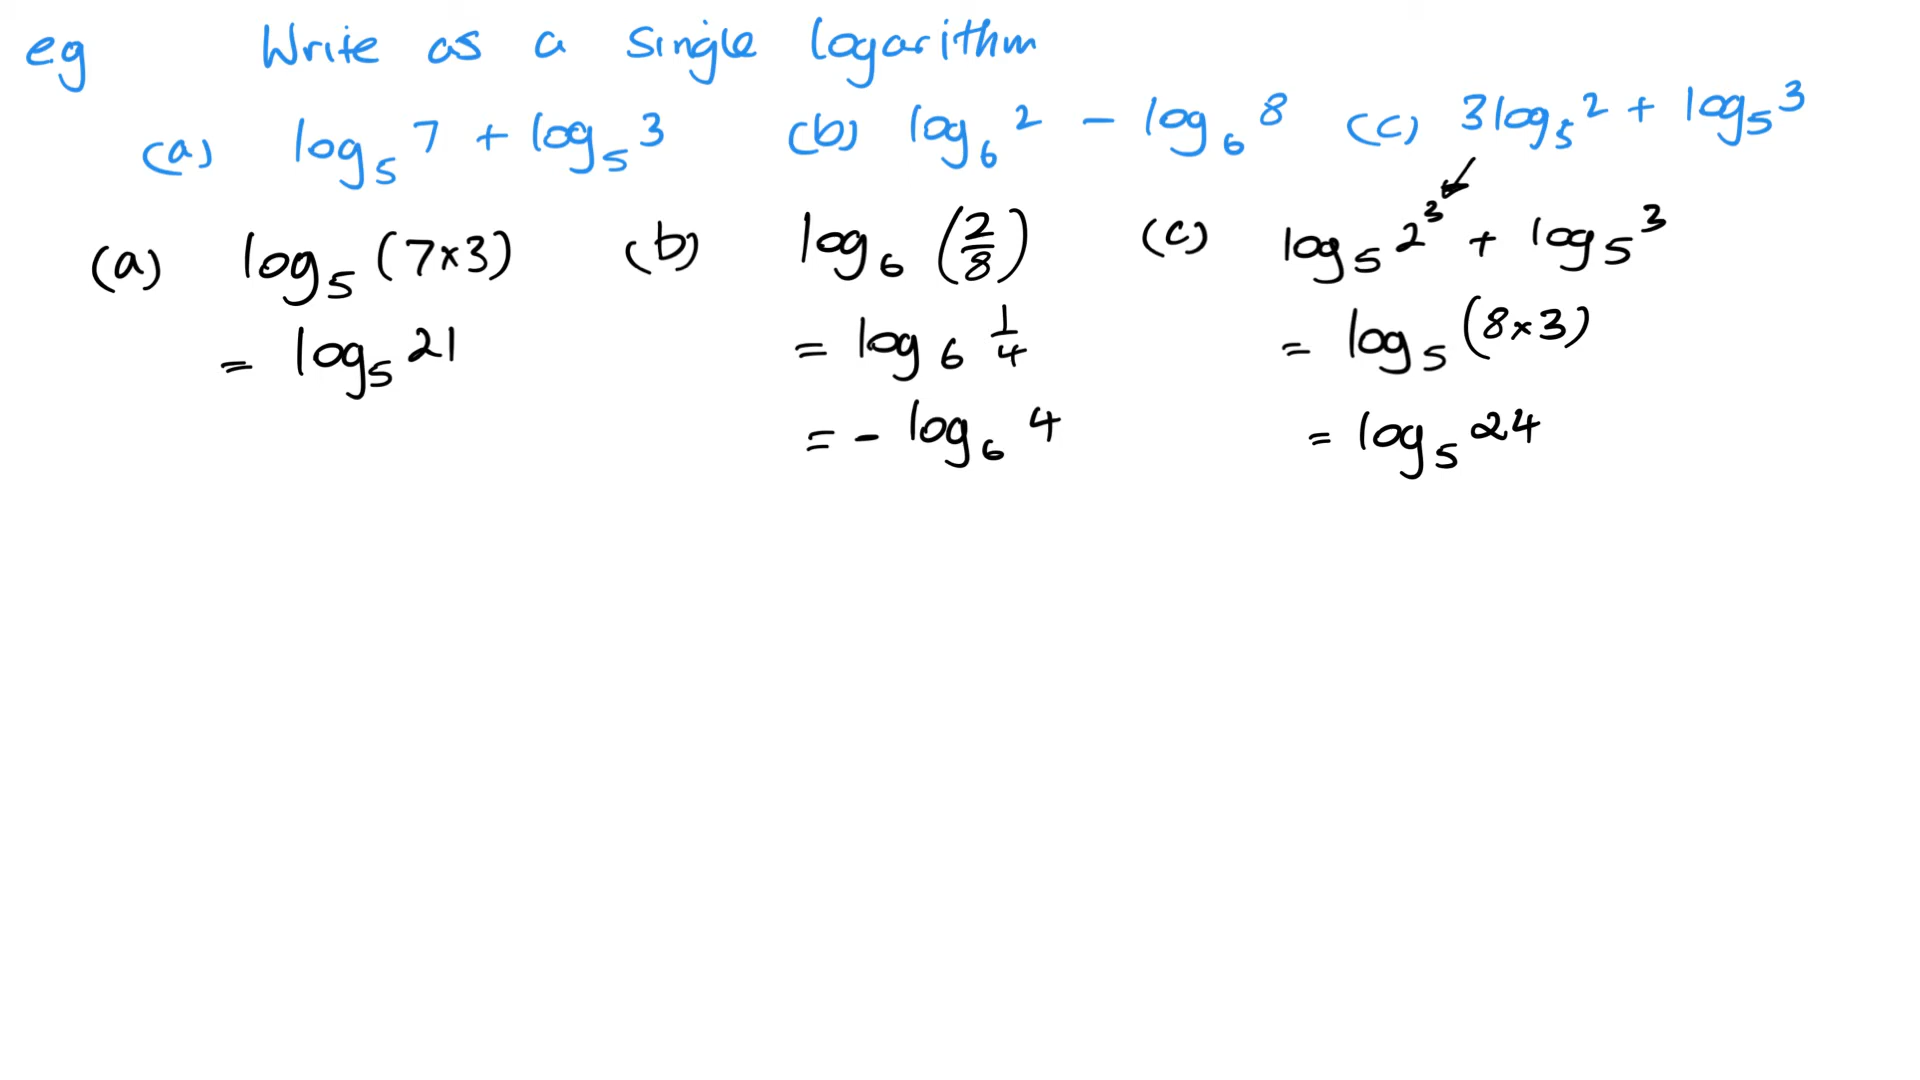 eg Write as a single logarithm
(a) log₅ 7 + log₅ 3 (b) log₆ 2 - log₆ 8 (c) 3log₅ 2 + log₅ 3
(a) log₅ (7×3) (b) log₆ (2/8) (c) log₅ 2³ + log₅ 3
= log₅ 21 = log₆ 1/4 = log₅ (8×3)
= - log₆ 4 = log₅ 24